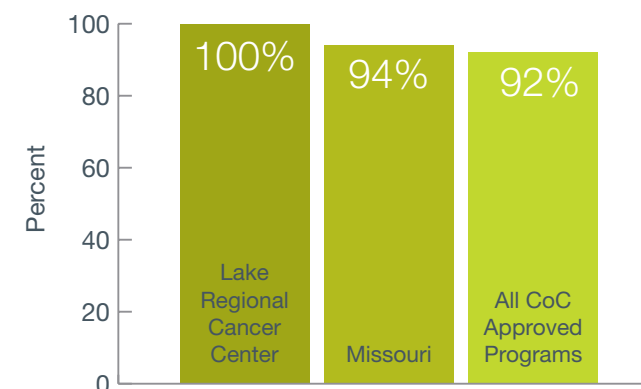 100
80
60
40
20
0
Percent
100%
94%
92%
Lake
Regional
Cancer
Center
Missouri
All CoC
Approved
Programs